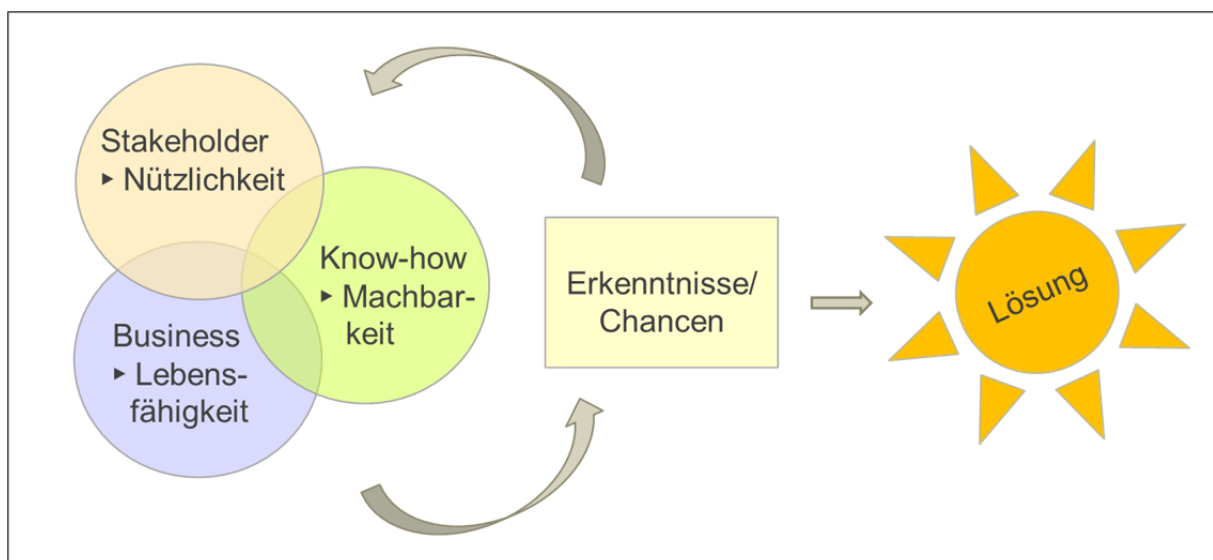 Stakeholder
▸ Nützlichkeit
Know-how
▸ Machbar-
keit
Business
▸ Lebens-
fähigkeit
Erkenntnisse/
Chancen
Lösung